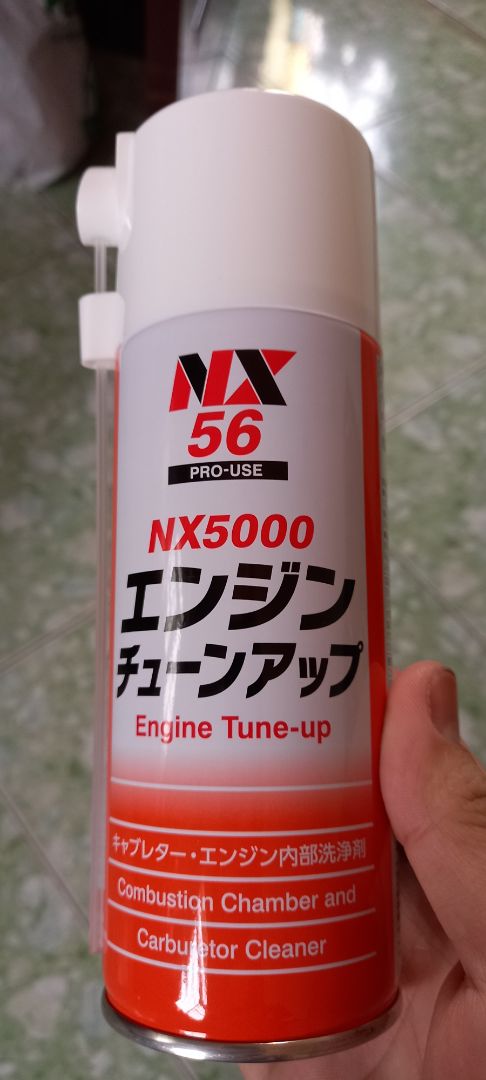 NX
56
PRO-USE
NX5000
エンジン
チューンアップ
Engine Tune-up
キャブレター・エンジン内部洗浄剤
Combustion Chamber and
Carburetor Cleaner